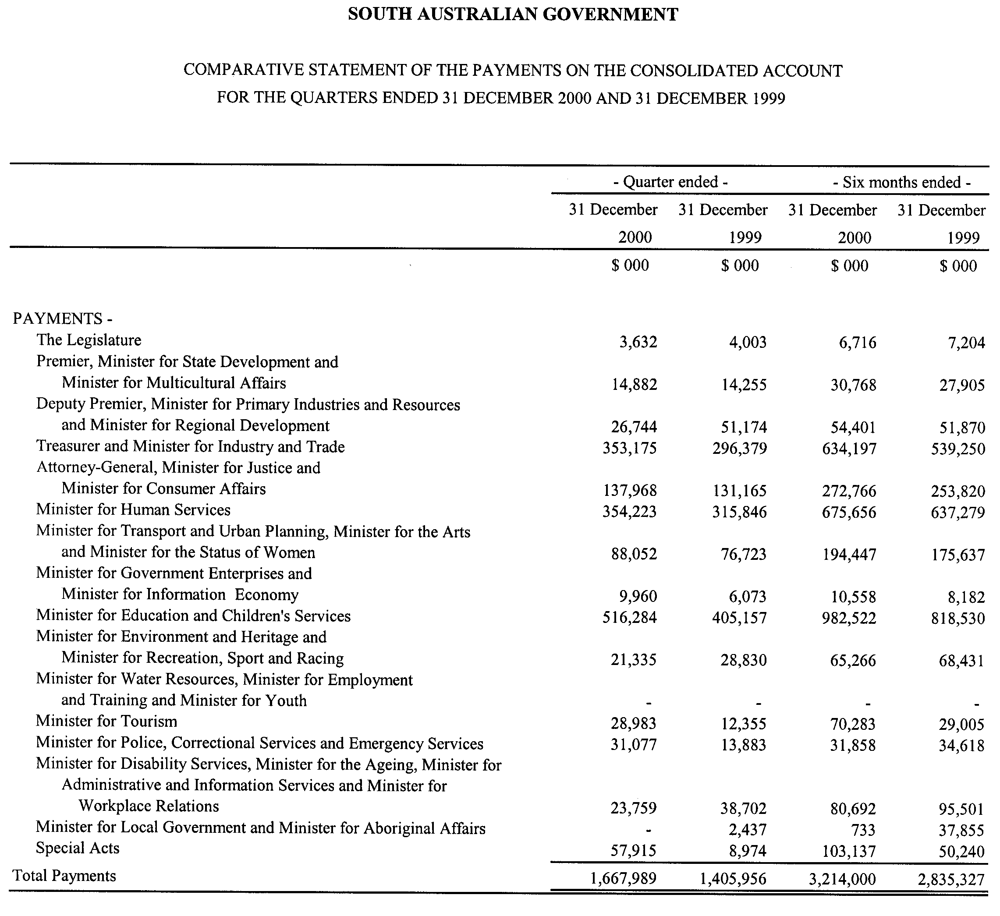 SOUTH AUSTRALIAN GOVERNMENT
COMPARATIVE STATEMENT OF THE PAYMENTS ON THE CONSOLIDATED ACCOUNT
FOR THE QUARTERS ENDED 31 DECEMBER 2000 AND 31 DECEMBER 1999
- Quarter ended - - Six months ended -
31 December 31 December 31 December 31 December
2000 1999 2000 1999
$ 000 $ 000 $ 000 $ 000
PAYMENTS -
The Legislature 3,632 4,003 6,716 7,204
Premier, Minister for State Development and
Minister for Multicultural Affairs 14,882 14,255 30,768 27,905
Deputy Premier, Minister for Primary Industries and Resources
and Minister for Regional Development 26,744 51,174 54,401 51,870
Treasurer and Minister for Industry and Trade 353,175 296,379 634,197 539,250
Attorney-General, Minister for Justice and
Minister for Consumer Affairs 137,968 131,165 272,766 253,820
Minister for Human Services 354,223 315,846 675,656 637,279
Minister for Transport and Urban Planning, Minister for the Arts
and Minister for the Status of Women 88,052 76,723 194,447 175,637
Minister for Government Enterprises and
Minister for Information Economy 9,960 6,073 10,558 8,182
Minister for Education and Children's Services 516,284 405,157 982,522 818,530
Minister for Environment and Heritage and
Minister for Recreation, Sport and Racing 21,335 28,830 65,266 68,431
Minister for Water Resources, Minister for Employment
and Training and Minister for Youth - - - -
Minister for Tourism 28,983 12,355 70,283 29,005
Minister for Police, Correctional Services and Emergency Services 31,077 13,883 31,858 34,618
Minister for Disability Services, Minister for the Ageing, Minister for
Administrative and Information Services and Minister for
Workplace Relations 23,759 38,702 80,692 95,501
Minister for Local Government and Minister for Aboriginal Affairs - 2,437 733 37,855
Special Acts 57,915 8,974 103,137 50,240
Total Payments 1,667,989 1,405,956 3,214,000 2,835,327